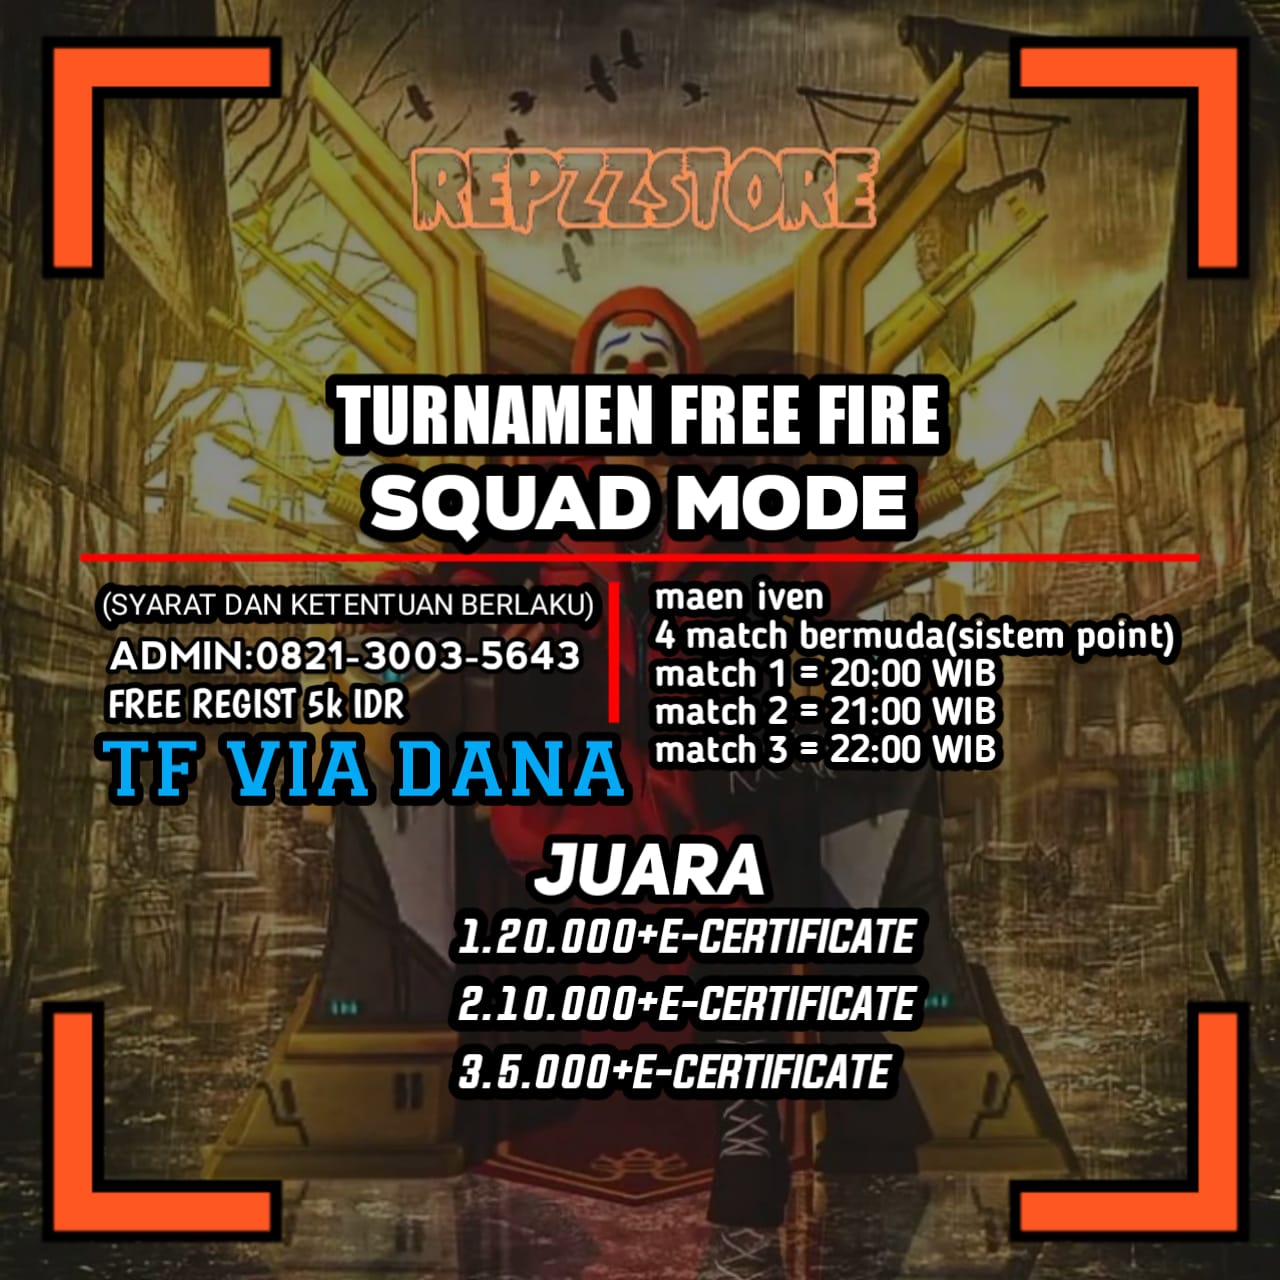 REPZZSTORE
TURNAMEN FREE FIRE
SQUAD MODE
(SYARAT DAN KETENTUAN BERLAKU)
ADMIN:0821-3003-5643
FREE REGIST 5k IDR
TF VIA DANA
maen iven
4 match bermuda(sistem point)
match 1 = 20:00 WIB
match 2 = 21:00 WIB
match 3 = 22:00 WIB
JUARA
1.20.000+E-CERTIFICATE
2.10.000+E-CERTIFICATE
3.5.000+E-CERTIFICATE